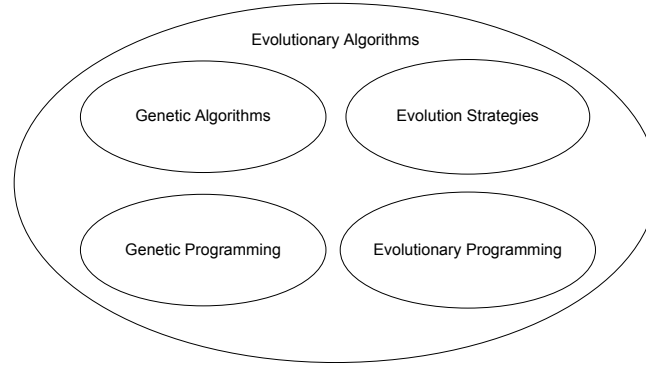 Evolutionary Algorithms
Genetic Algorithms
Evolution Strategies
Genetic Programming
Evolutionary Programming